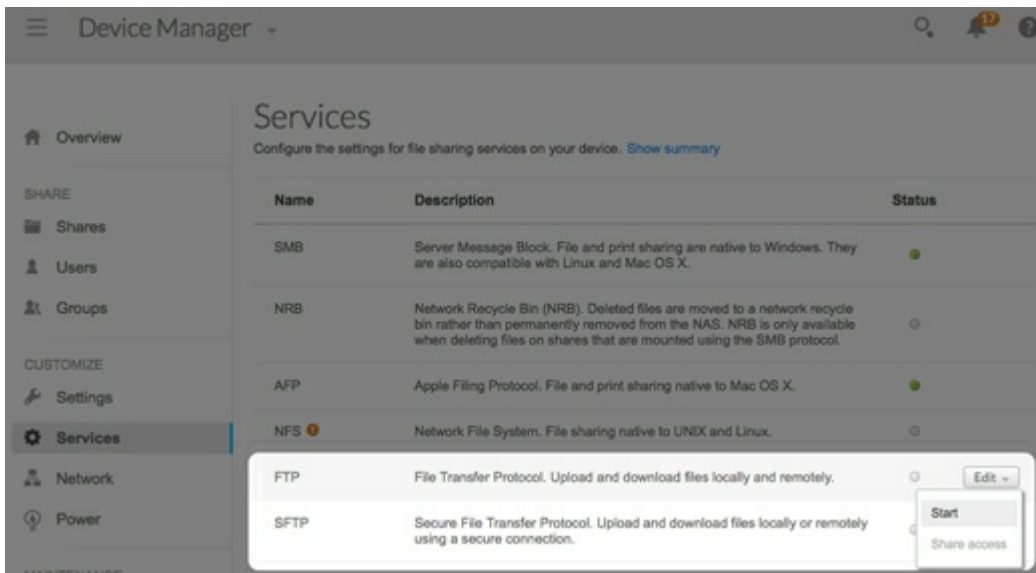 Device Manager
17
Overview
SHARE
Shares
Users
Groups
CUSTOMIZE
Settings
Services
Network
Power
Services
Configure the settings for file sharing services on your device. Show summary
Name Description Status
SMB Server Message Block. File and print sharing are native to Windows. They
are also compatible with Linux and Mac OS X.
NRB Network Recycle Bin (NRB). Deleted files are moved to a network recycle
bin rather than permanently removed from the NAS. NRB is only available
when deleting files on shares that are mounted using the SMB protocol.
AFP Apple Filing Protocol. File and print sharing native to Mac OS X.
NFS Network File System. File sharing native to UNIX and Linux.
FTP File Transfer Protocol. Upload and download files locally and remotely. Edit
SFTP Secure File Transfer Protocol. Upload and download files locally or remotely
using a secure connection.
Start
Share access